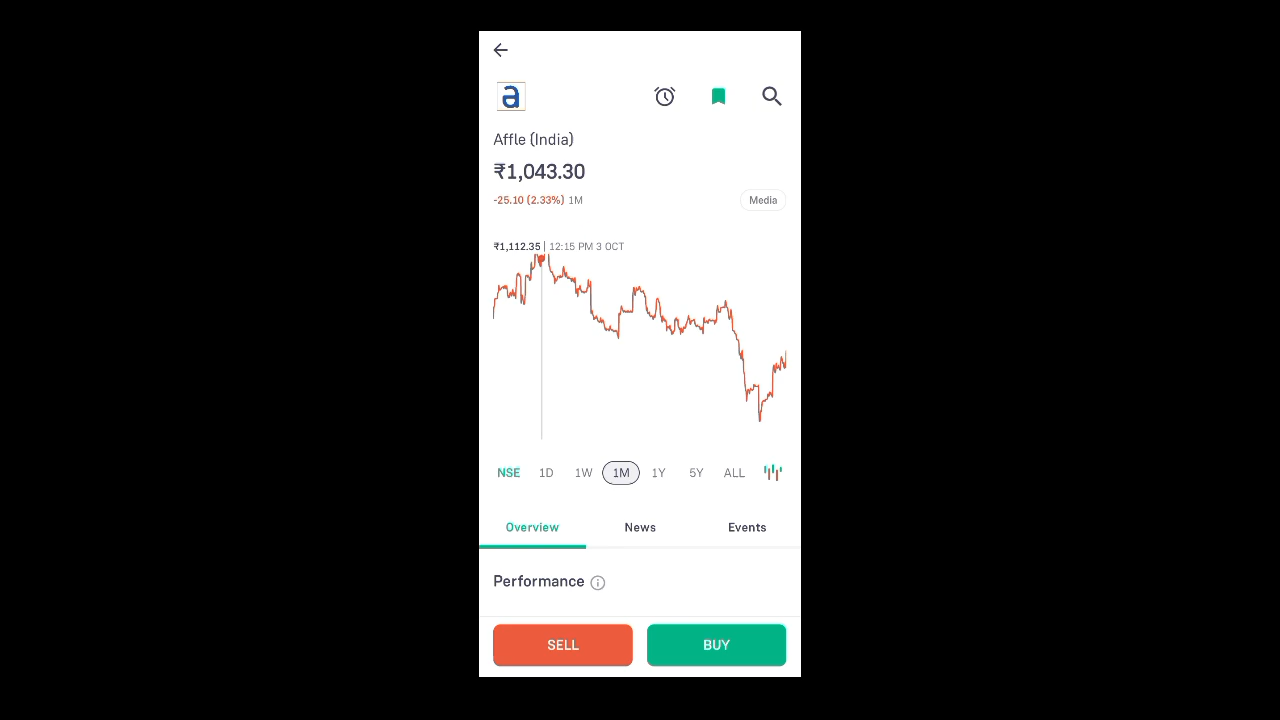 a
Affle (India)
₹1,043.30
-25.10 (2.33%) 1M
Media
₹1,112.35 | 12:15 PM 3 OCT
NSE 1D 1W 1M 1Y 5Y ALL
Overview News Events
Performance
SELL BUY